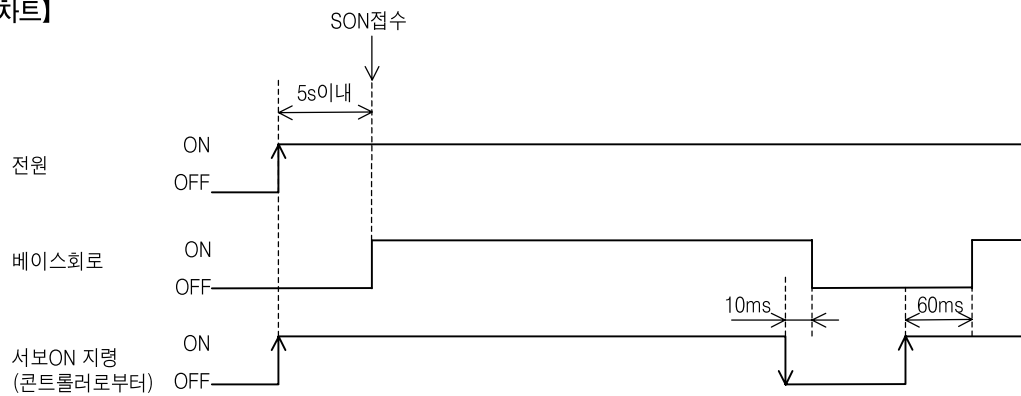 차트】
SON접수
5s이내
전원
ON
OFF
베이스회로
ON
OFF
10ms
60ms
서보ON 지령
(콘트롤러로부터)
ON
OFF